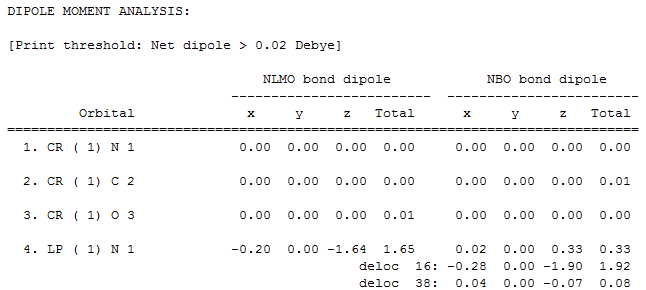 DIPOLE MOMENT ANALYSIS:
[Print threshold: Net dipole > 0.02 Debye]
NLMO bond dipole NBO bond dipole
------------------------- ------------------------
Orbital x y z Total x y z Total
===============================================================================
1. CR ( 1) N 1 0.00 0.00 0.00 0.00 0.00 0.00 0.00 0.00
2. CR ( 1) C 2 0.00 0.00 0.00 0.00 0.00 0.00 0.00 0.01
3. CR ( 1) O 3 0.00 0.00 0.00 0.01 0.00 0.00 0.00 0.00
4. LP ( 1) N 1 -0.20 0.00 -1.64 1.65 0.02 0.00 0.33 0.33
deloc 16: -0.28 0.00 -1.90 1.92
deloc 38: 0.04 0.00 -0.07 0.08